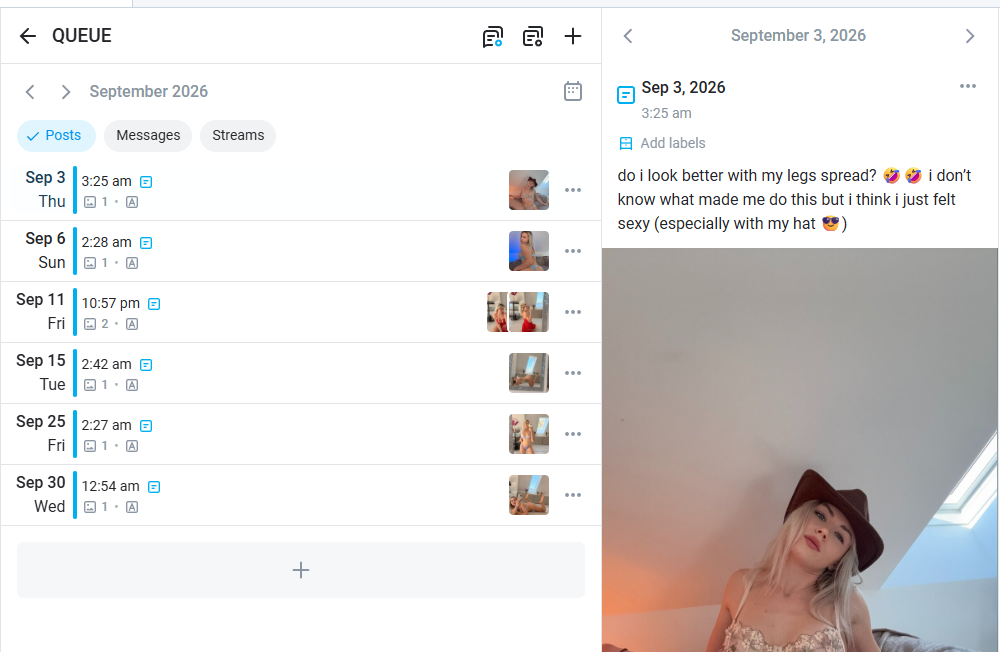 QUEUE
September 2026
Posts
Messages
Streams
Sep 3
Thu
3:25 am
1 • A
Sep 6
Sun
2:28 am
1 • A
Sep 11
Fri
10:57 pm
2 • A
Sep 15
Tue
2:42 am
1 • A
Sep 25
Fri
2:27 am
1 • A
Sep 30
Wed
12:54 am
1 • A
September 3, 2026
Sep 3, 2026
3:25 am
Add labels
do i look better with my legs spread? 🤣 🤣 i don’t
know what made me do this but i think i just felt
sexy (especially with my hat 😎 )